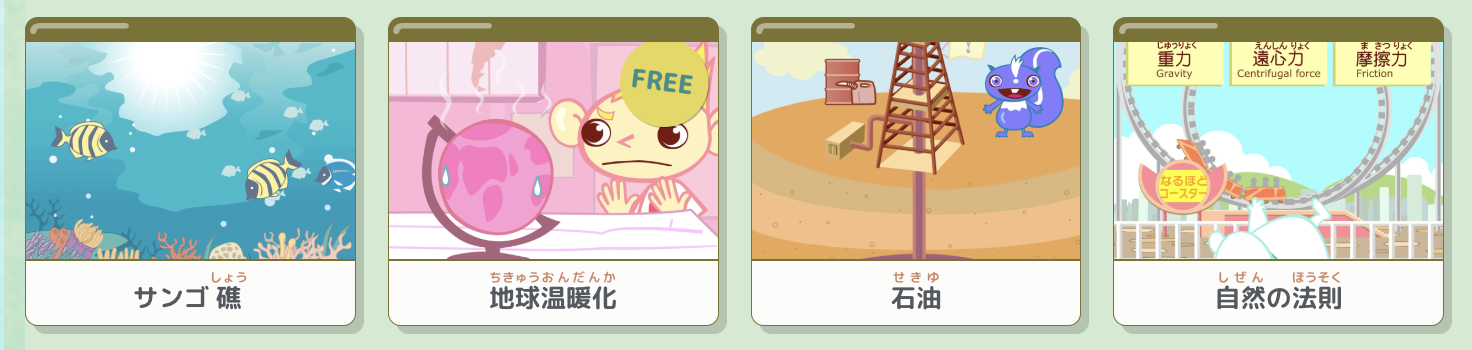 FREE
じゅうりょく
重力
Gravity
えんしんりょく
遠心力
Centrifugal force
まさつりょく
摩擦力
Friction
なるほど
コースター
しょう
サンゴ礁
ちきゅうおんだんか
地球温暖化
せきゆ
石油
しぜん ほうそく
自然の法則